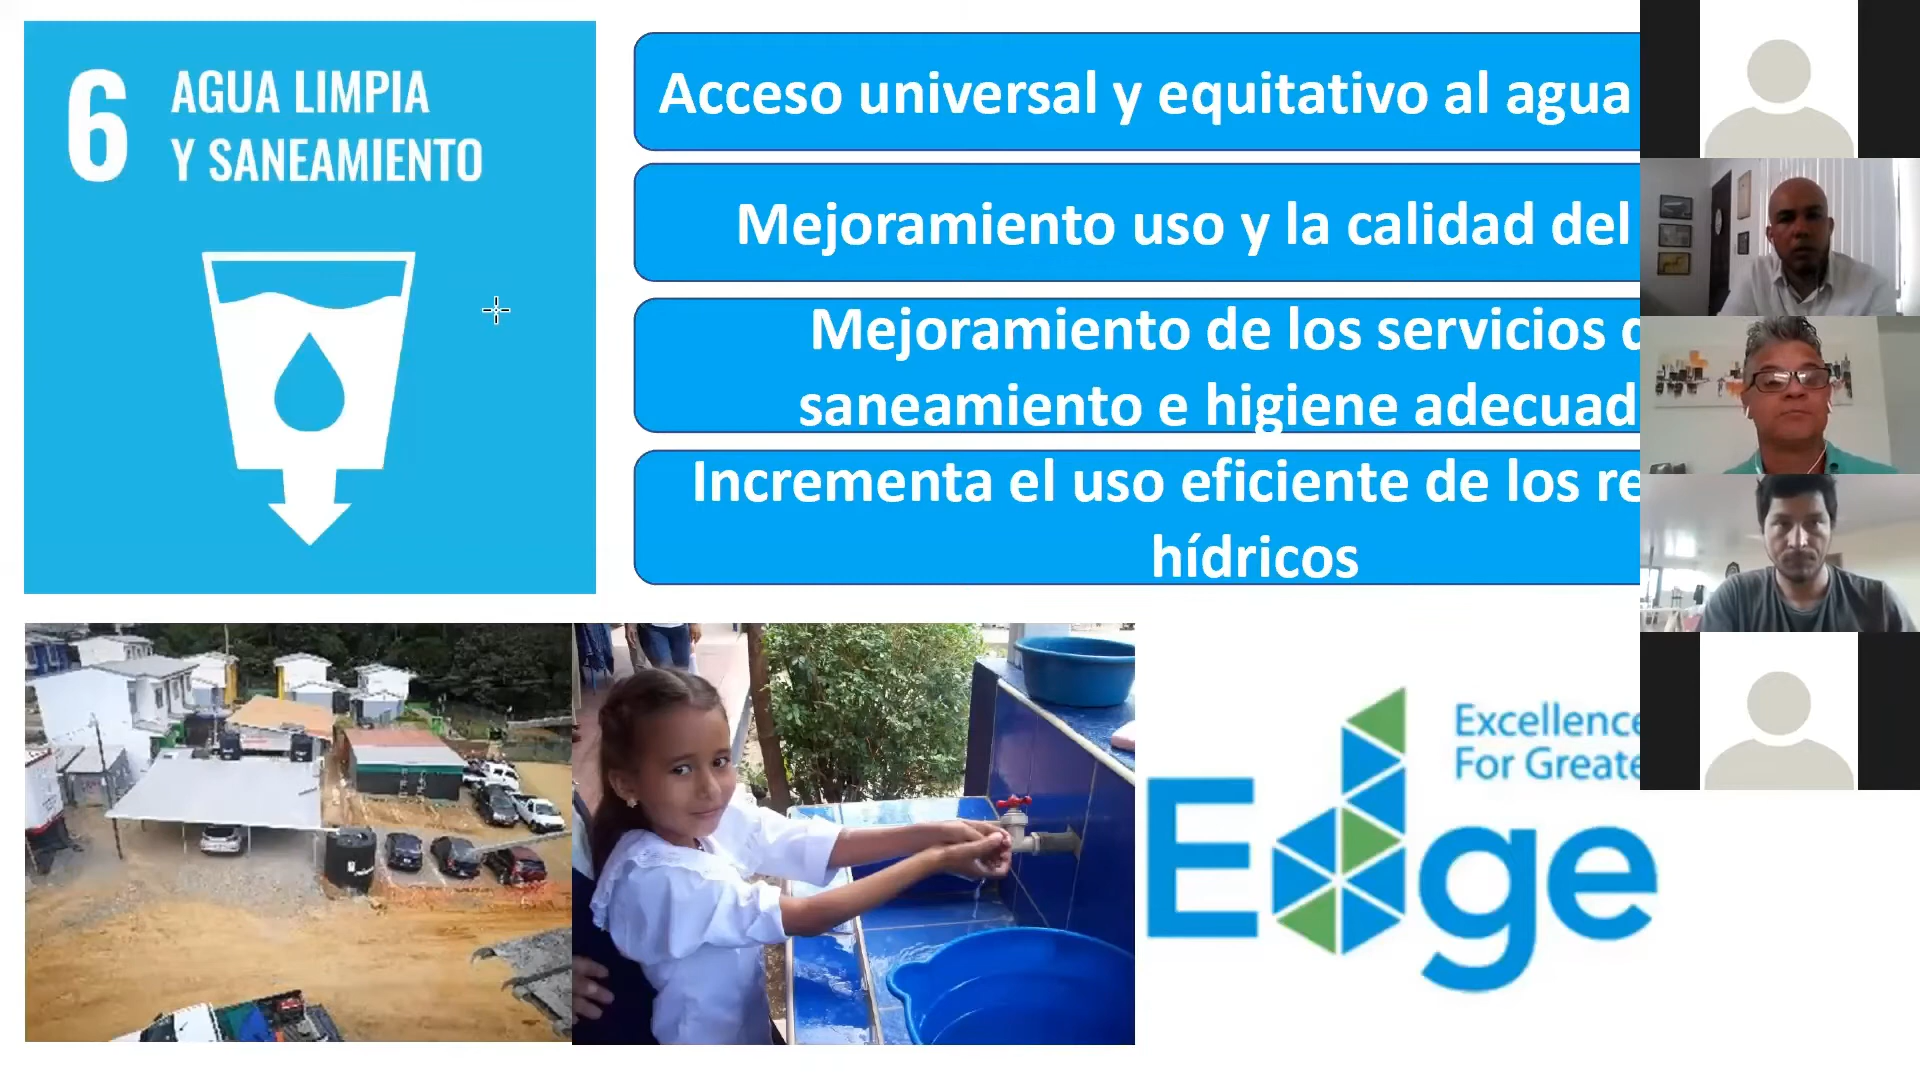 6
AGUA LIMPIA
Y SANEAMIENTO
Acceso universal y equitativo al agua
Mejoramiento uso y la calidad del
Mejoramiento de los servicios
saneamiento e higiene
Incrementa el uso eficiente de los
hídricos
Excellence
For
Edge